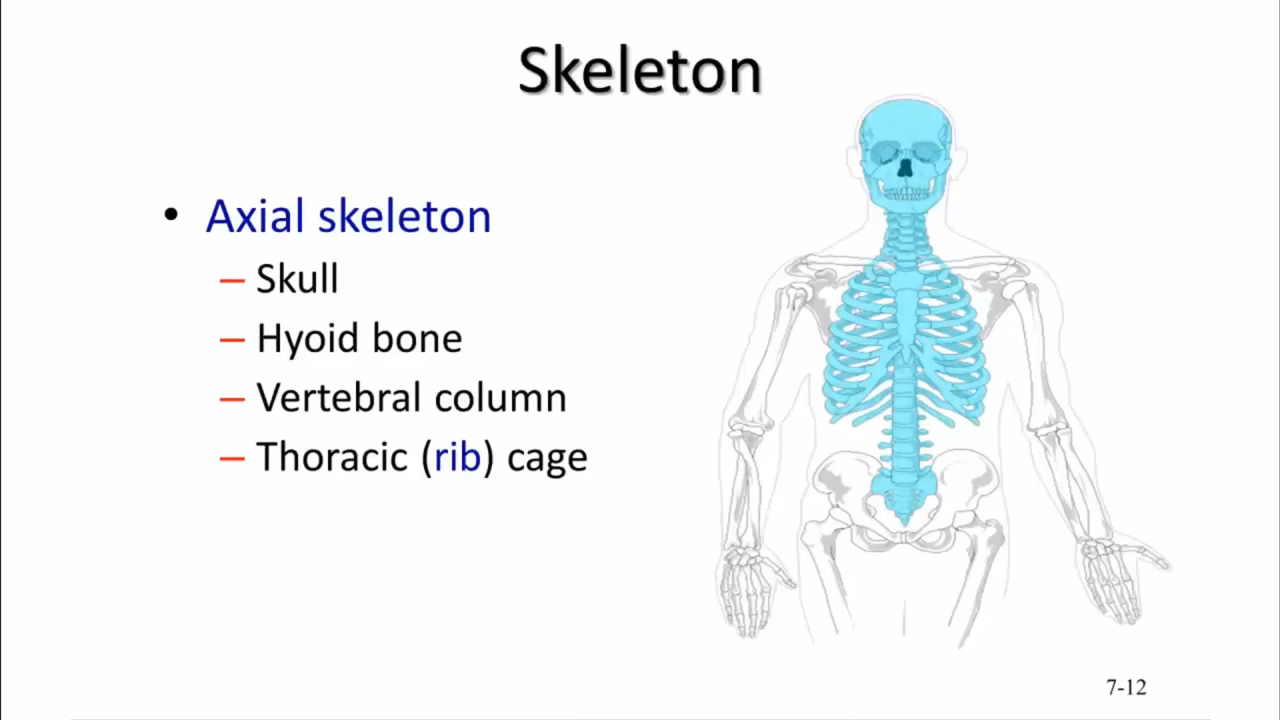 Skeleton
• Axial skeleton
– Skull
– Hyoid bone
– Vertebral column
– Thoracic (rib) cage
7-12